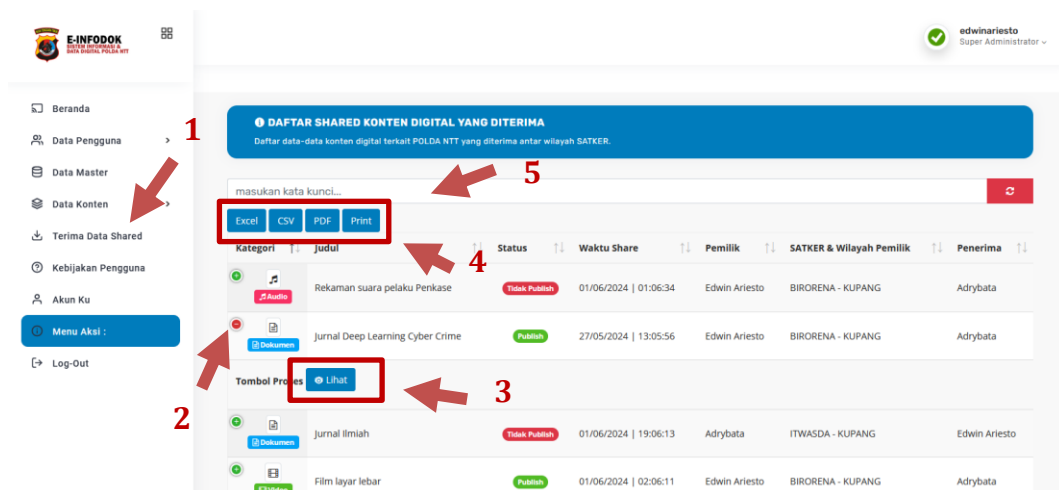 E-INFODOK
SISTEM INFORMASI &
DATA DIGITAL POLDA NTT
edwinariesto
Super Administrator
Beranda
1
Data Pengguna
Data Master
Data Konten
Terima Data Shared
Kebijakan Pengguna
Akun Ku
Menu Aksi :
Log-Out
DAFTAR SHARED KONTEN DIGITAL YANG DITERIMA
Daftar data-data konten digital terkait POLDA NTT yang diterima antar wilayah SATKER.
5
masukan kata kunci...
Excel CSV PDF Print
4
Kategori Judul Status Waktu Share Pemilik SATKER & Wilayah Pemilik Penerima
Audio Rekaman suara pelaku Penkase Tidak Publish 01/06/2024 | 01:06:34 Edwin Ariesto BIRORENA - KUPANG Adrybata
Dokumen Jurnal Deep Learning Cyber Crime Publish 27/05/2024 | 13:05:56 Edwin Ariesto BIRORENA - KUPANG Adrybata
Tombol Proses Lihat
3
2
Dokumen Jurnal Ilmiah Tidak Publish 01/06/2024 | 19:06:13 Adrybata ITWASDA - KUPANG Edwin Ariesto
Film layar lebar Publish 01/06/2024 | 02:06:11 Edwin Ariesto BIRORENA - KUPANG Adrybata